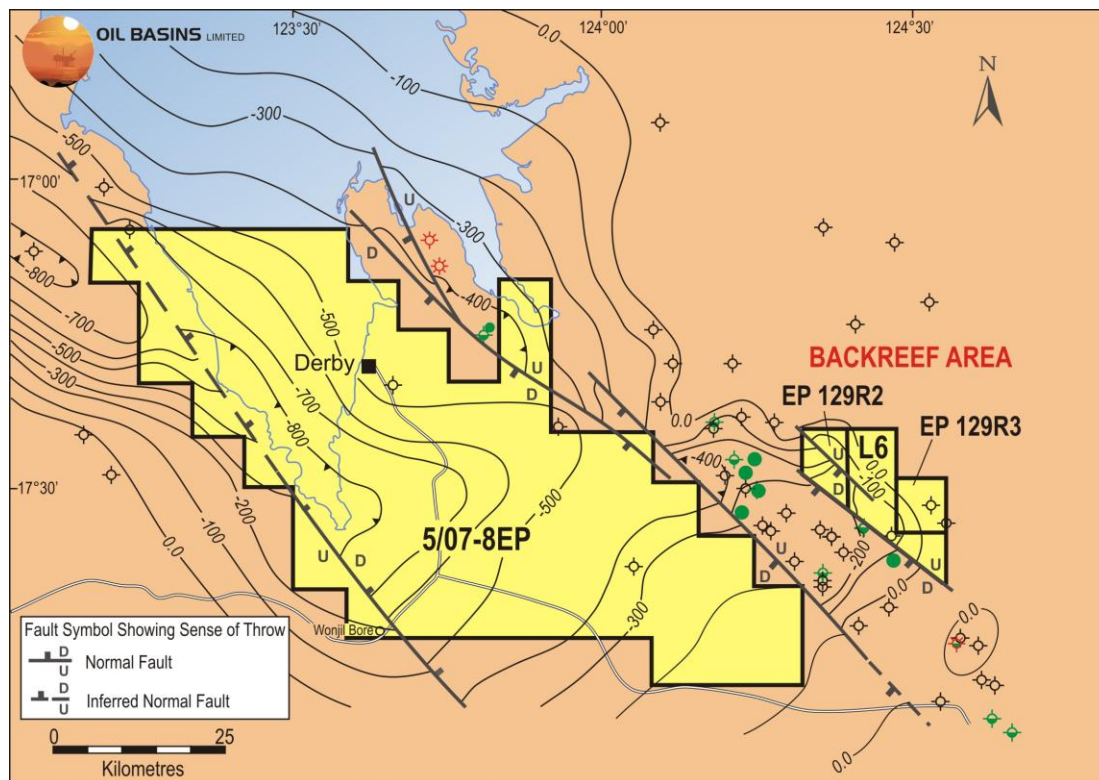 OIL BASINS LIMITED
123°30'
124°00'
124°30'
0.0
-100
-300
-500
N
17°00'
U
-300
0.0
D
-800
-400
-700
-500
-500
-300
Derby
U
D
BACKREEF AREA
-700
EP 129R2
EP 129R3
0.0
-800
-400
U
0.0
L6
-100
17°30'
D
-200
-500
5/07-8EP
-100
U
D
U
-200
U
0.0
D
D
0.0
-300
0.0
Wonjil Bore
Fault Symbol Showing Sense of Throw
D
U
Normal Fault
D
U
Inferred Normal Fault
0.0
0
25
Kilometres